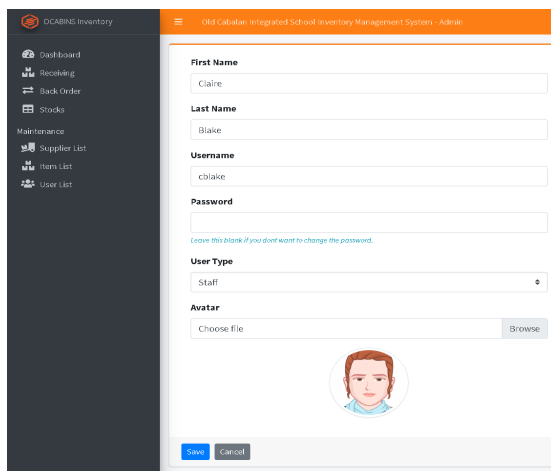 OCABINS Inventory
Old Cabalan Integrated School Inventory Management System - Admin
Dashboard
Receiving
Back Order
Stocks
Maintenance
Supplier List
Item List
User List
First Name
Claire
Last Name
Blake
Username
cblake
Password
Leave this blank if you dont want to change the password.
User Type
Staff
Avatar
Choose file Browse
Save Cancel